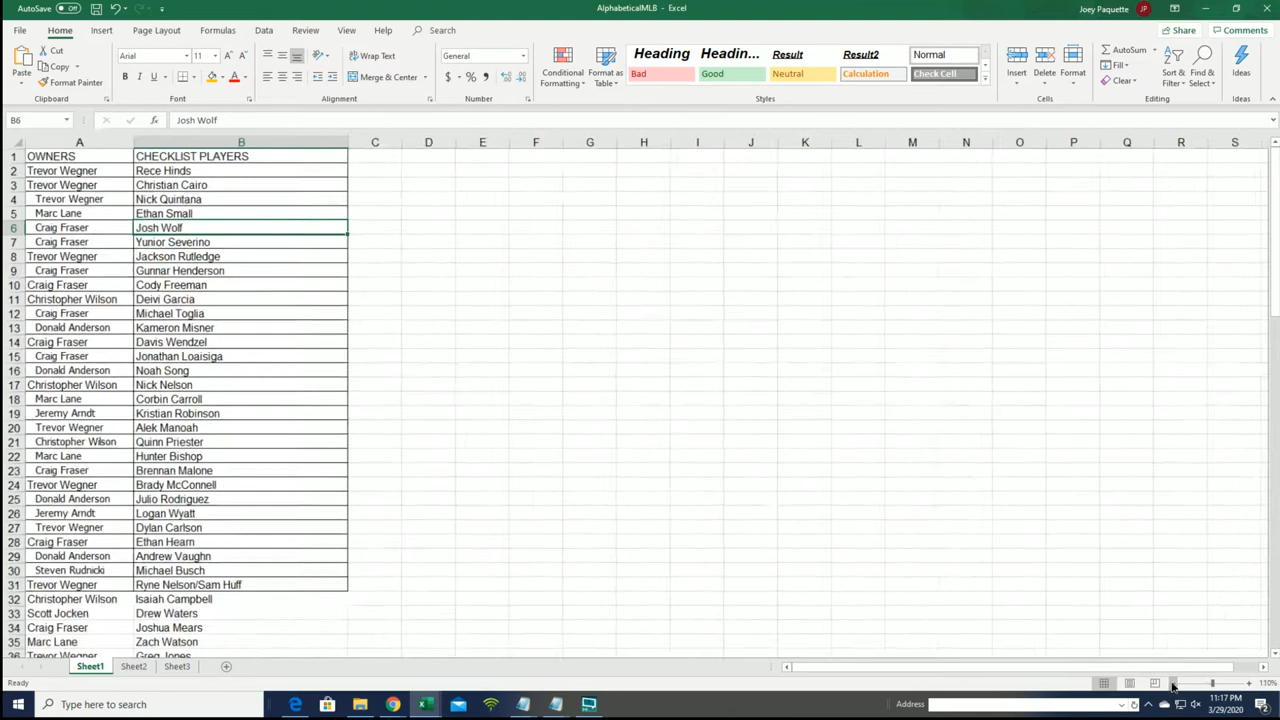 AutoSave Off AlphabeticalMLB - Excel Joey Paquette JP
File Home Insert Page Layout Formulas Data Review View Help Search Share Comments
Cut Arial 11 Wrap Text General Heading Headin... Result Result2 Normal AutoSum
Paste Copy Conditional Formatting Format as Table Insert Delete Format Fill Sort & Filter Find & Select Ideas
Format Painter Merge & Center $ % Bad Good Neutral Calculation Check Cell Clear
Clipboard Font Alignment Number Styles Cells Editing Ideas
B6 fx Josh Wolf
A B C D E F G H I J K L M N O P Q R S
1 OWNERS CHECKLIST PLAYERS
2 Trevor Wegner Rece Hinds
3 Trevor Wegner Christian Cairo
4 Trevor Wegner Nick Quintana
5 Marc Lane Ethan Small
6 Craig Fraser Josh Wolf
7 Craig Fraser Yunior Severino
8 Trevor Wegner Jackson Rutledge
9 Craig Fraser Gunnar Henderson
10 Craig Fraser Cody Freeman
11 Christopher Wilson Deivi Garcia
12 Craig Fraser Michael Toglia
13 Donald Anderson Kameron Misner
14 Craig Fraser Davis Wendzel
15 Craig Fraser Jonathan Loaisiga
16 Donald Anderson Noah Song
17 Christopher Wilson Nick Nelson
18 Marc Lane Corbin Carroll
19 Jeremy Arndt Kristian Robinson
20 Trevor Wegner Alek Manoah
21 Christopher Wilson Quinn Priester
22 Marc Lane Hunter Bishop
23 Craig Fraser Brennan Malone
24 Trevor Wegner Brady McConnell
25 Donald Anderson Julio Rodriguez
26 Jeremy Arndt Logan Wyatt
27 Trevor Wegner Dylan Carlson
28 Craig Fraser Ethan Hearn
29 Donald Anderson Andrew Vaughn
30 Steven Rudnicki Michael Busch
31 Trevor Wegner Ryne Nelson/Sam Huff
32 Christopher Wilson Isaiah Campbell
33 Scott Jocken Drew Waters
34 Craig Fraser Joshua Mears
35 Marc Lane Zach Watson
36 Trevor Wegner Greg Jones
Sheet1 Sheet2 Sheet3
Ready 110%
Type here to search Address 11:17 PM
3/29/2020 2